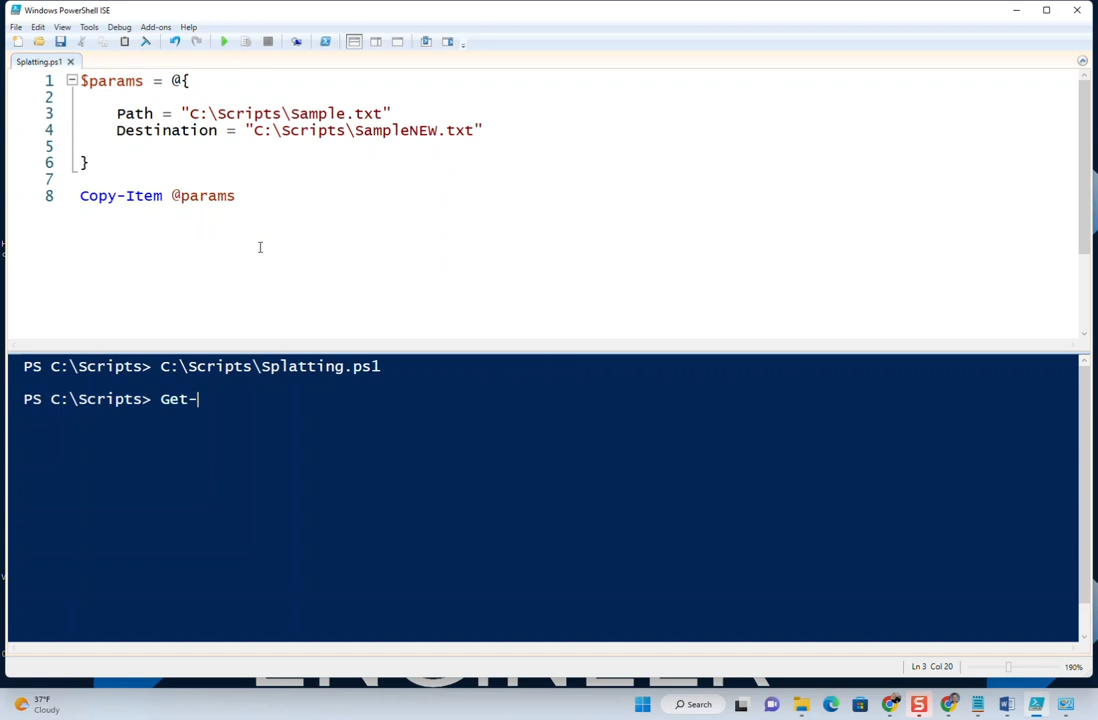 Windows PowerShell ISE
File Edit View Tools Debug Add-ons Help
Splatting.ps1
1 $params = @{
2
3 Path = "C:\Scripts\Sample.txt"
4 Destination = "C:\Scripts\SampleNEW.txt"
5
6 }
7
8 Copy-Item @params
PS C:\Scripts> C:\Scripts\Splatting.ps1
PS C:\Scripts> Get-
Ln 3 Col 20 190%
37°F
Cloudy
Search